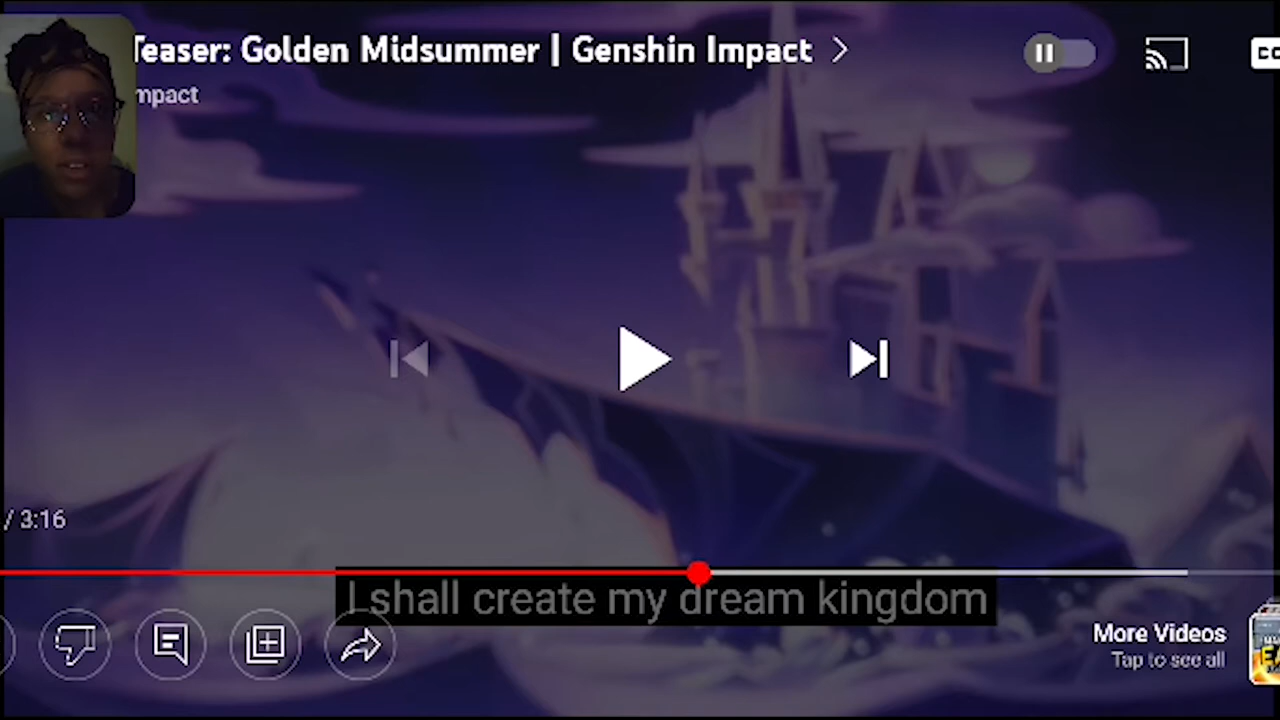 Teaser: Golden Midsummer | Genshin Impact
mpact
/ 3:16
I shall create my dream kingdom
More Videos
Tap to see all